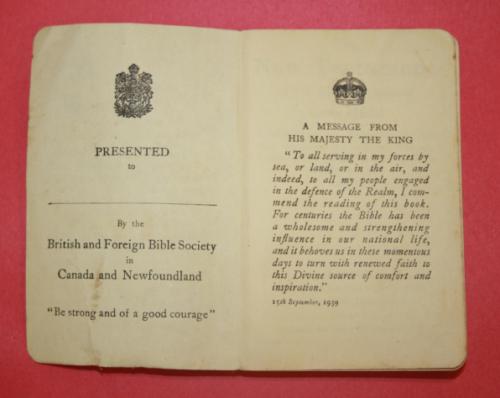 PRESENTED
to
By the
British and Foreign Bible Society
in
Canada and Newfoundland
"Be strong and of a good courage"
A MESSAGE FROM
HIS MAJESTY THE KING
"To all serving in my forces by
sea, or land, or in the air, and
indeed, to all my people engaged
in the defence of the Realm, I com-
mend the reading of this book.
For centuries the Bible has been
a wholesome and strengthening
influence in our national life,
and it behoves us in these momentous
days to turn with renewed faith to
this Divine source of comfort and
inspiration."
15th September, 1939